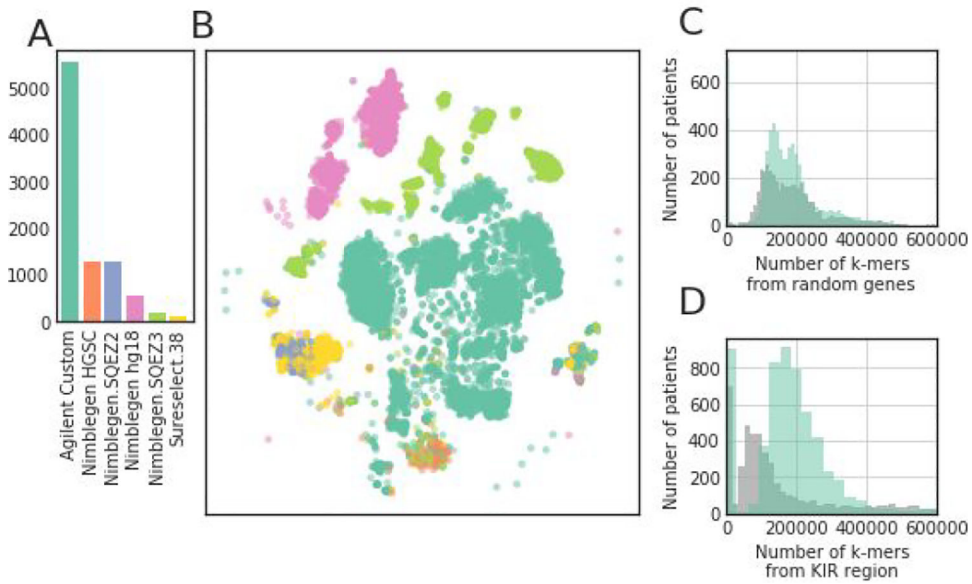 A
5000
4000
3000
2000
1000
0
Agilent Custom
Nimblegen HGSC
Nimblegen.SQEZ2
Nimblegen hg18
Nimblegen.SQEZ3
Sureselect.38
B
C
Number of patients
600
400
200
0
0 200000 400000 600000
Number of k-mers
from random genes
D
Number of patients
800
600
400
200
0
0 200000 400000 600000
Number of k-mers
from KIR region